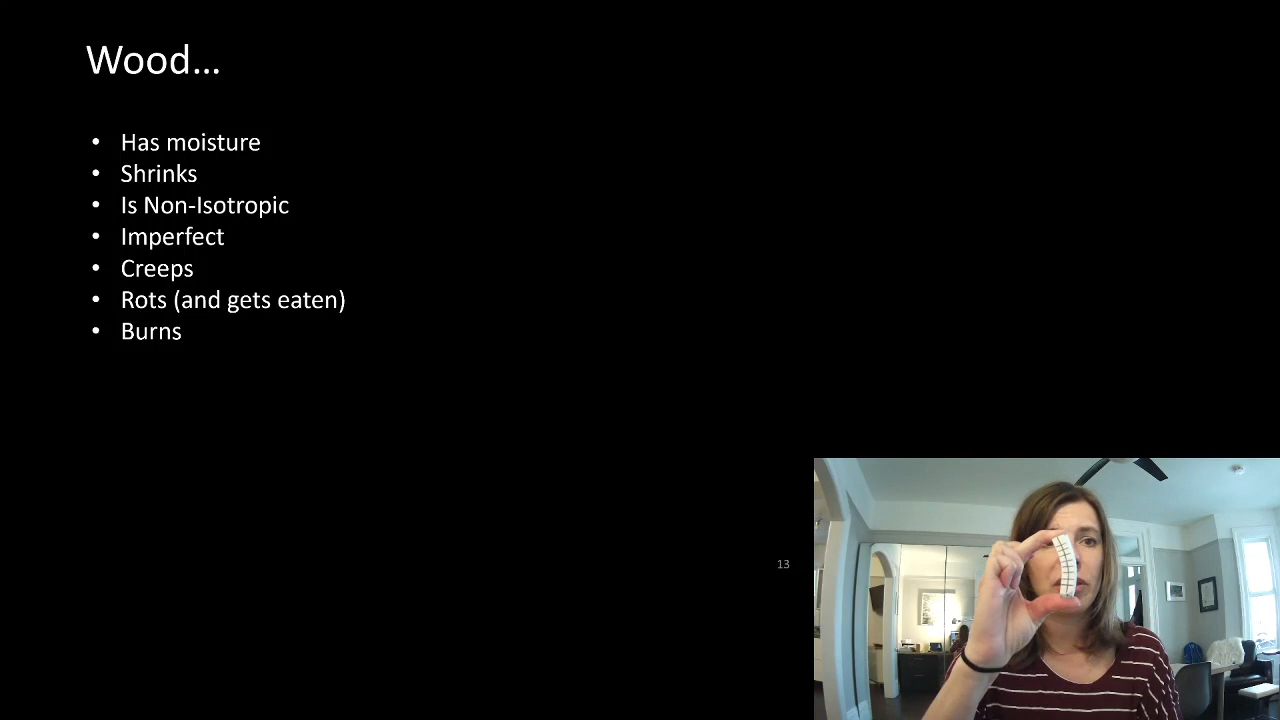 Wood...
• Has moisture
• Shrinks
• Is Non-Isotropic
• Imperfect
• Creeps
• Rots (and gets eaten)
• Burns
13